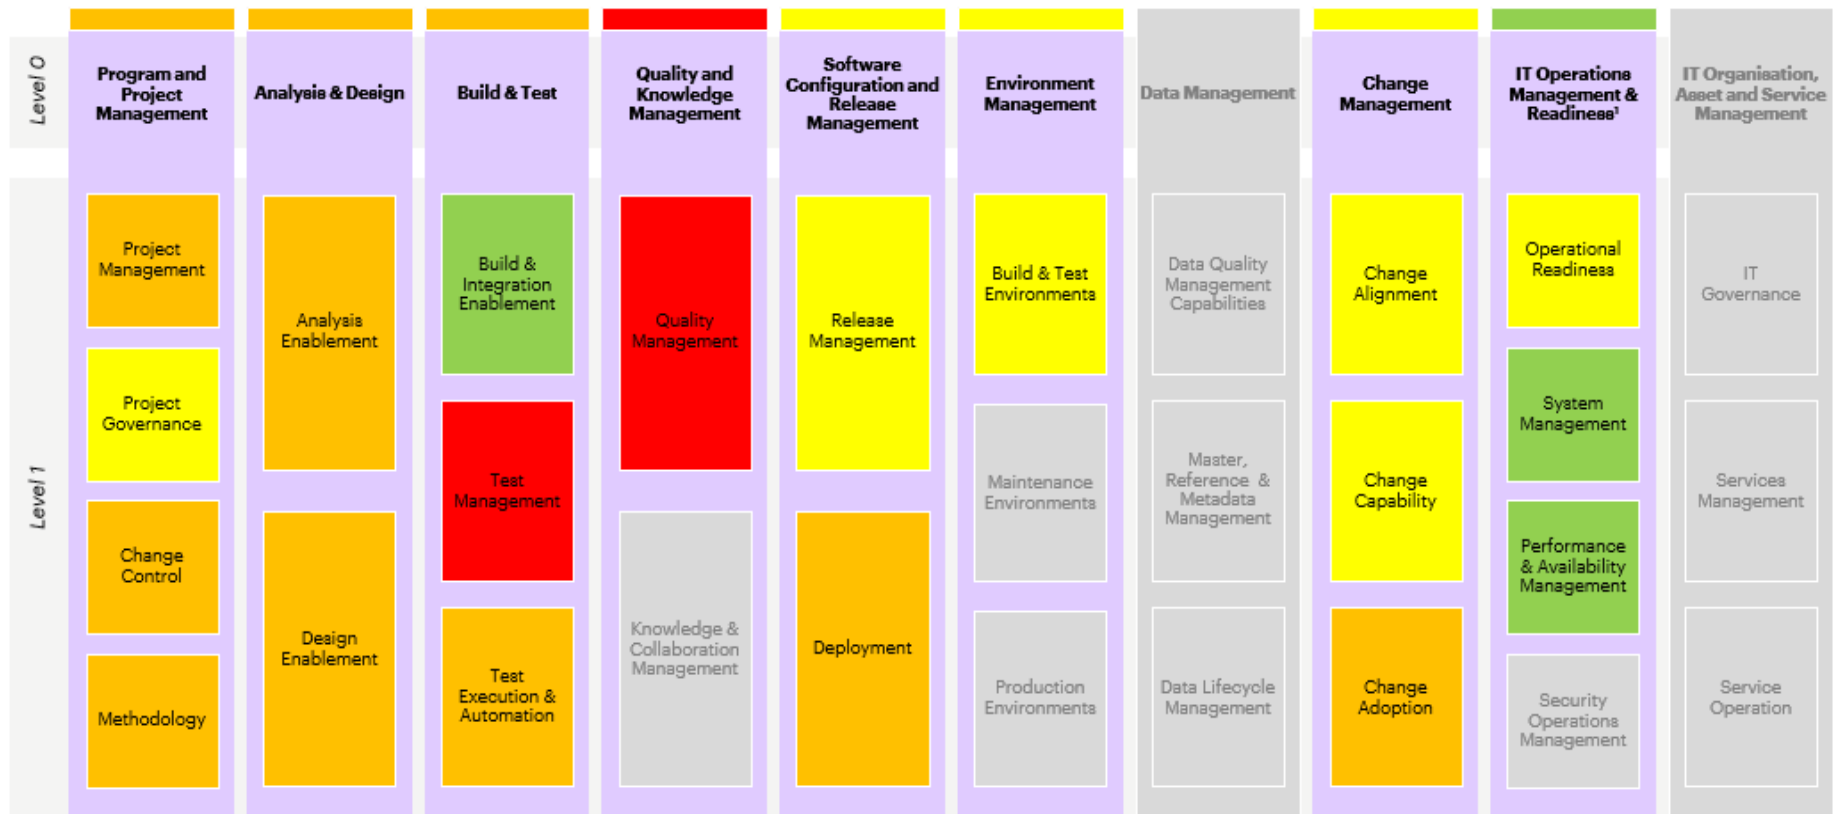 Level 0
Program and
Project
Management
Analysis & Design
Build & Test
Quality and
Knowledge
Management
Software
Configuration and
Release
Management
Environment
Management
Data Management
Change
Management
IT Operations
Management &
Readiness¹
IT Organisation,
Asset and Service
Management
Level 1
Project
Management
Project
Governance
Change
Control
Methodology
Analysis
Enablement
Design
Enablement
Build &
Integration
Enablement
Test
Management
Test
Execution &
Automation
Quality
Management
Knowledge &
Collaboration
Management
Release
Management
Deployment
Build & Test
Environments
Maintenance
Environments
Production
Environments
Data Quality
Management
Capabilities
Master,
Reference &
Metadata
Management
Data Lifecycle
Management
Change
Alignment
Change
Capability
Change
Adoption
Operational
Readiness
System
Management
Performance
& Availability
Management
Security
Operations
Management
IT
Governance
Services
Management
Service
Operation